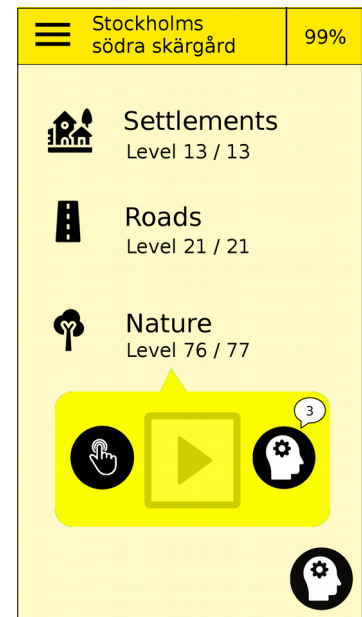 Stockholms
södra skärgård
99%
Settlements
Level 13 / 13
Roads
Level 21 / 21
Nature
Level 76 / 77
3